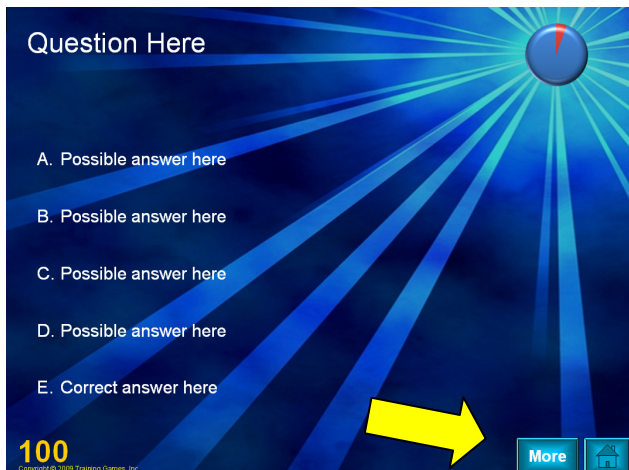 Question Here
A. Possible answer here
B. Possible answer here
C. Possible answer here
D. Possible answer here
E. Correct answer here
100
Copyright © 2009 Training Games, Inc.
More